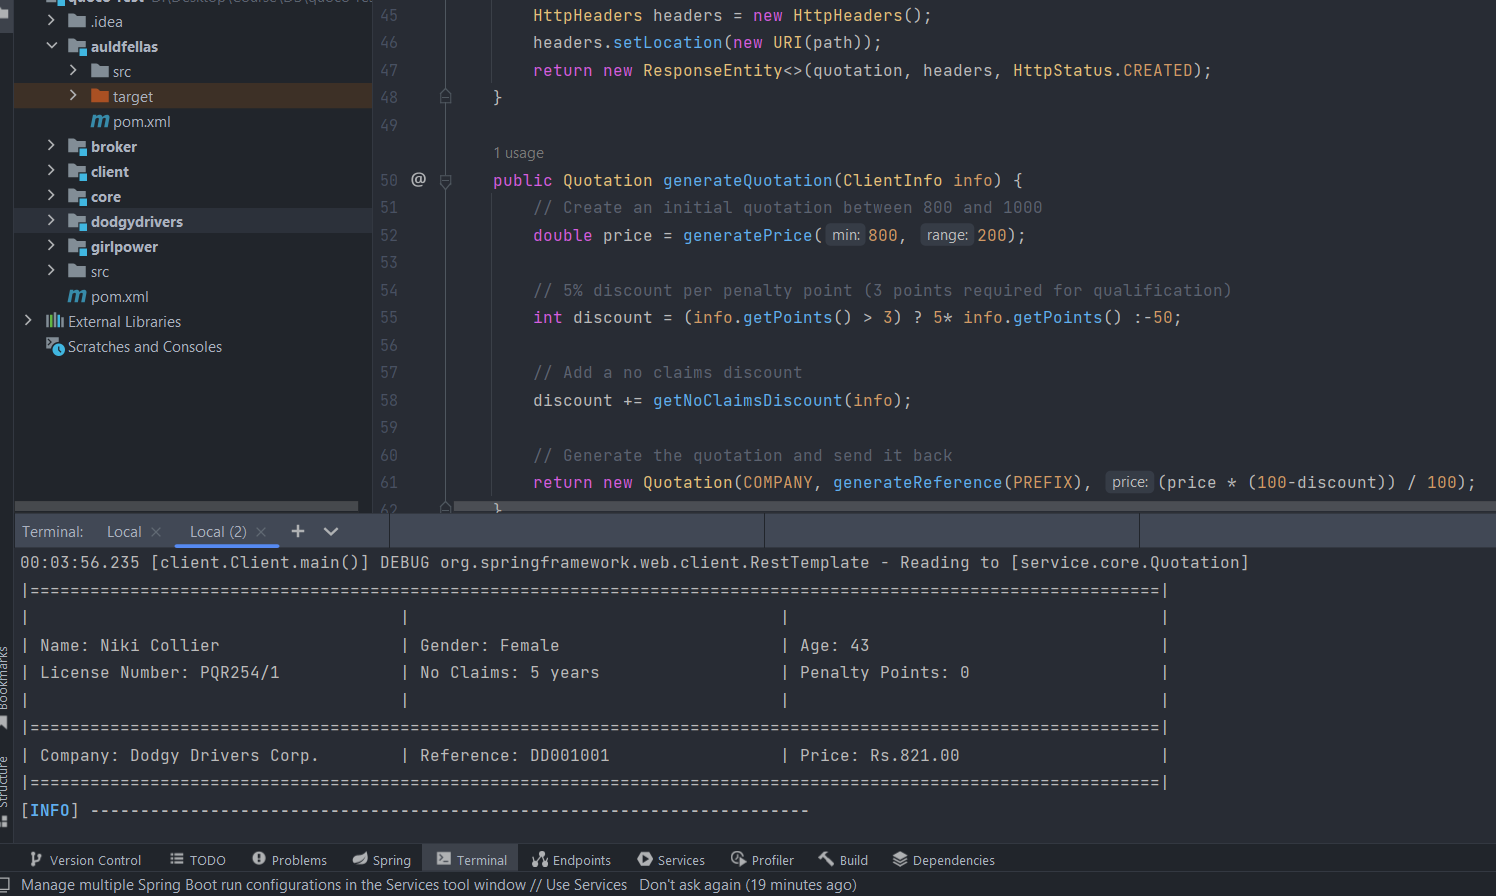 .idea
auldfellas
src
target
pom.xml
broker
client
core
dodgydrivers
girlpower
src
pom.xml
External Libraries
Scratches and Consoles
45 HttpHeaders headers = new HttpHeaders();
46 headers.setLocation(new URI(path));
47 return new ResponseEntity<>(quotation, headers, HttpStatus.CREATED);
48 }
49
1 usage
50 @ public Quotation generateQuotation(ClientInfo info) {
51 // Create an initial quotation between 800 and 1000
52 double price = generatePrice( min: 800, range: 200);
53
54 // 5% discount per penalty point (3 points required for qualification)
55 int discount = (info.getPoints() > 3) ? 5* info.getPoints() :-50;
56
57 // Add a no claims discount
58 discount += getNoClaimsDiscount(info);
59
60 // Generate the quotation and send it back
61 return new Quotation(COMPANY, generateReference(PREFIX), price: (price * (100-discount)) / 100);
62 }
Terminal: Local Local (2)
00:03:56.235 [client.Client.main()] DEBUG org.springframework.web.client.RestTemplate - Reading to [service.core.Quotation]
|=================================================================================================================|
| | | |
| Name: Niki Collier | Gender: Female | Age: 43 |
| License Number: PQR254/1 | No Claims: 5 years | Penalty Points: 0 |
| | | |
|=================================================================================================================|
| Company: Dodgy Drivers Corp. | Reference: DD001001 | Price: Rs.821.00 |
|=================================================================================================================|
[INFO] ------------------------------------------------------------------------
Bookmarks
Structure
Version Control TODO Problems Spring Terminal Endpoints Services Profiler Build Dependencies
Manage multiple Spring Boot run configurations in the Services tool window // Use Services Don't ask again (19 minutes ago)